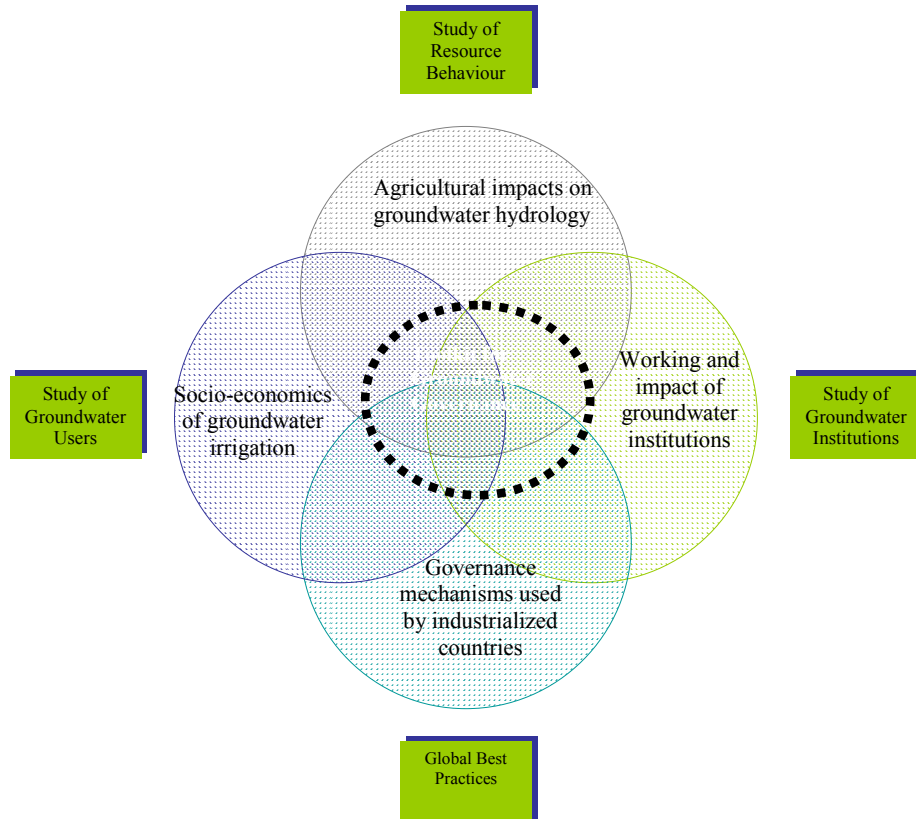 Study of
Resource
Behaviour
Agricultural impacts on
groundwater hydrology
Study of
Groundwater
Users
Socio-economics
of groundwater
irrigation
Working and
impact of
groundwater
institutions
Study of
Groundwater
Institutions
Governance
mechanisms used
by industrialized
countries
Global Best
Practices